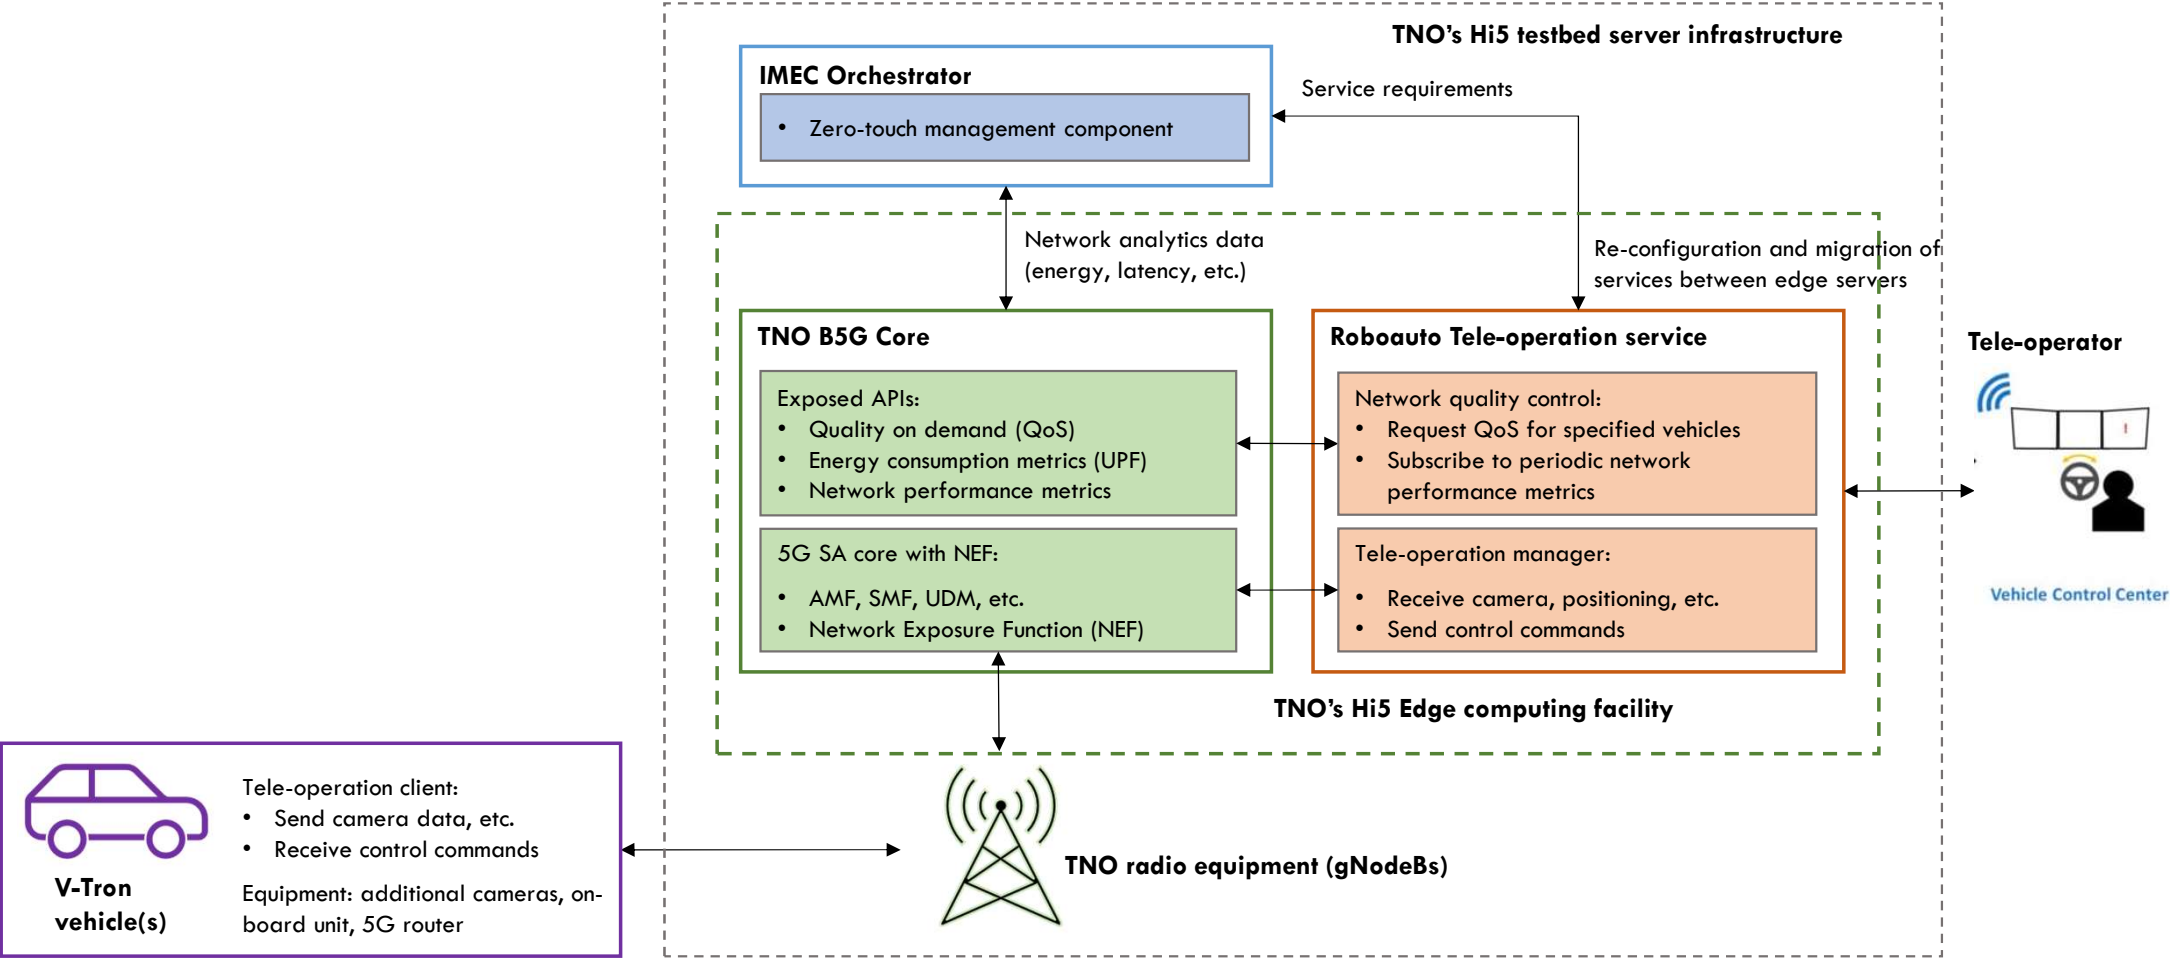 TNO's Hi5 testbed server infrastructure
IMEC Orchestrator
• Zero-touch management component
Service requirements
Network analytics data
(energy, latency, etc.)
Re-configuration and migration of
services between edge servers
TNO B5G Core
Exposed APIs:
• Quality on demand (QoS)
• Energy consumption metrics (UPF)
• Network performance metrics
5G SA core with NEF:
• AMF, SMF, UDM, etc.
• Network Exposure Function (NEF)
Roboauto Tele-operation service
Network quality control:
• Request QoS for specified vehicles
• Subscribe to periodic network
performance metrics
Tele-operation manager:
• Receive camera, positioning, etc.
• Send control commands
Tele-operator
!
Vehicle Control Center
TNO's Hi5 Edge computing facility
V-Tron
vehicle(s)
Tele-operation client:
• Send camera data, etc.
• Receive control commands
Equipment: additional cameras, on-
board unit, 5G router
TNO radio equipment (gNodeBs)